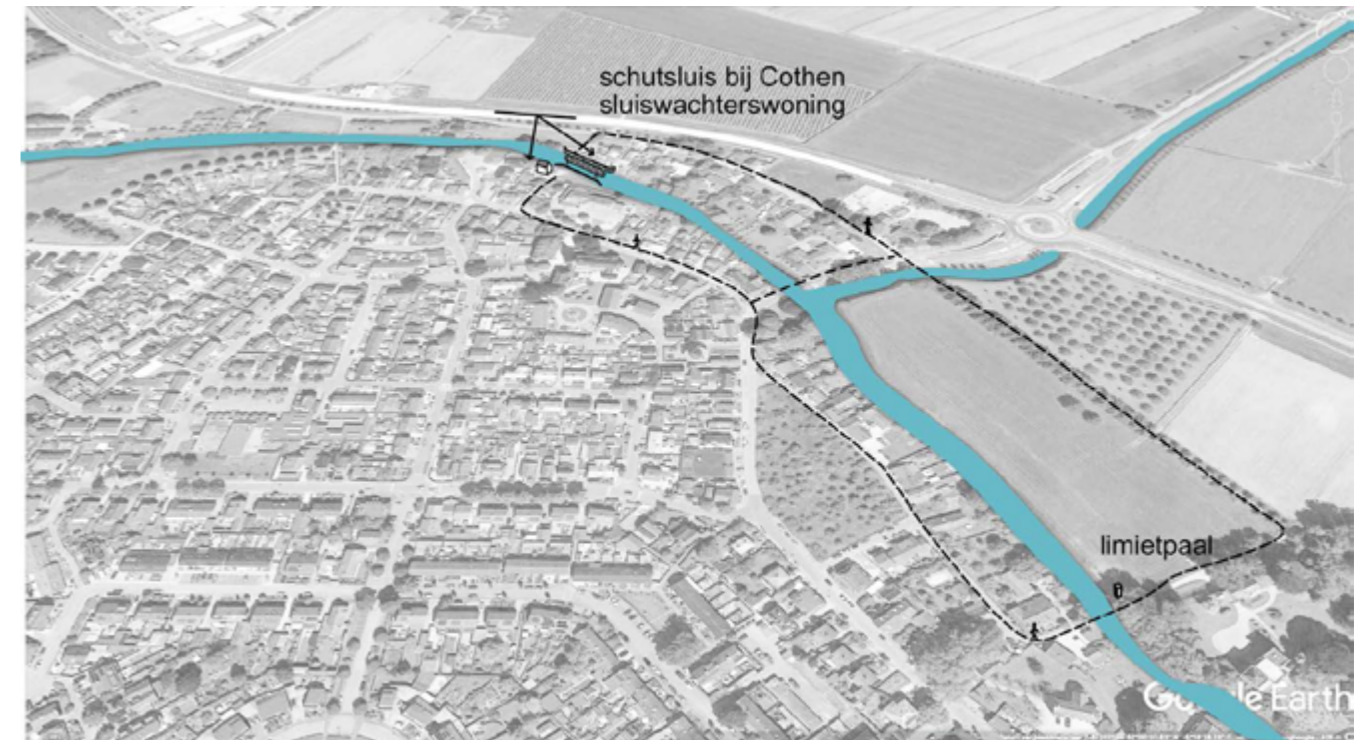 schutsluis bij Cothen
sluiswachterswoning
limietpaal
Google Earth